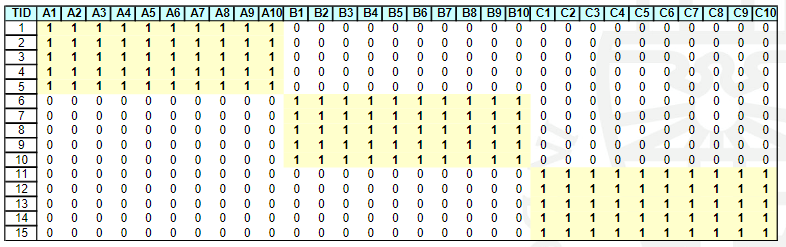 TID A1 A2 A3 A4 A5 A6 A7 A8 A9 A10 B1 B2 B3 B4 B5 B6 B7 B8 B9 B10 C1 C2 C3 C4 C5 C6 C7 C8 C9 C10
1 1 1 1 1 1 1 1 1 1 1 0 0 0 0 0 0 0 0 0 0 0 0 0 0 0 0 0 0 0 0
2 1 1 1 1 1 1 1 1 1 1 0 0 0 0 0 0 0 0 0 0 0 0 0 0 0 0 0 0 0 0
3 1 1 1 1 1 1 1 1 1 1 0 0 0 0 0 0 0 0 0 0 0 0 0 0 0 0 0 0 0 0
4 1 1 1 1 1 1 1 1 1 1 0 0 0 0 0 0 0 0 0 0 0 0 0 0 0 0 0 0 0 0
5 1 1 1 1 1 1 1 1 1 1 0 0 0 0 0 0 0 0 0 0 0 0 0 0 0 0 0 0 0 0
6 0 0 0 0 0 0 0 0 0 0 1 1 1 1 1 1 1 1 1 1 0 0 0 0 0 0 0 0 0 0
7 0 0 0 0 0 0 0 0 0 0 1 1 1 1 1 1 1 1 1 1 0 0 0 0 0 0 0 0 0 0
8 0 0 0 0 0 0 0 0 0 0 1 1 1 1 1 1 1 1 1 1 0 0 0 0 0 0 0 0 0 0
9 0 0 0 0 0 0 0 0 0 0 1 1 1 1 1 1 1 1 1 1 0 0 0 0 0 0 0 0 0 0
10 0 0 0 0 0 0 0 0 0 0 1 1 1 1 1 1 1 1 1 1 0 0 0 0 0 0 0 0 0 0
11 0 0 0 0 0 0 0 0 0 0 0 0 0 0 0 0 0 0 0 0 1 1 1 1 1 1 1 1 1 1
12 0 0 0 0 0 0 0 0 0 0 0 0 0 0 0 0 0 0 0 0 1 1 1 1 1 1 1 1 1 1
13 0 0 0 0 0 0 0 0 0 0 0 0 0 0 0 0 0 0 0 0 1 1 1 1 1 1 1 1 1 1
14 0 0 0 0 0 0 0 0 0 0 0 0 0 0 0 0 0 0 0 0 1 1 1 1 1 1 1 1 1 1
15 0 0 0 0 0 0 0 0 0 0 0 0 0 0 0 0 0 0 0 0 1 1 1 1 1 1 1 1 1 1